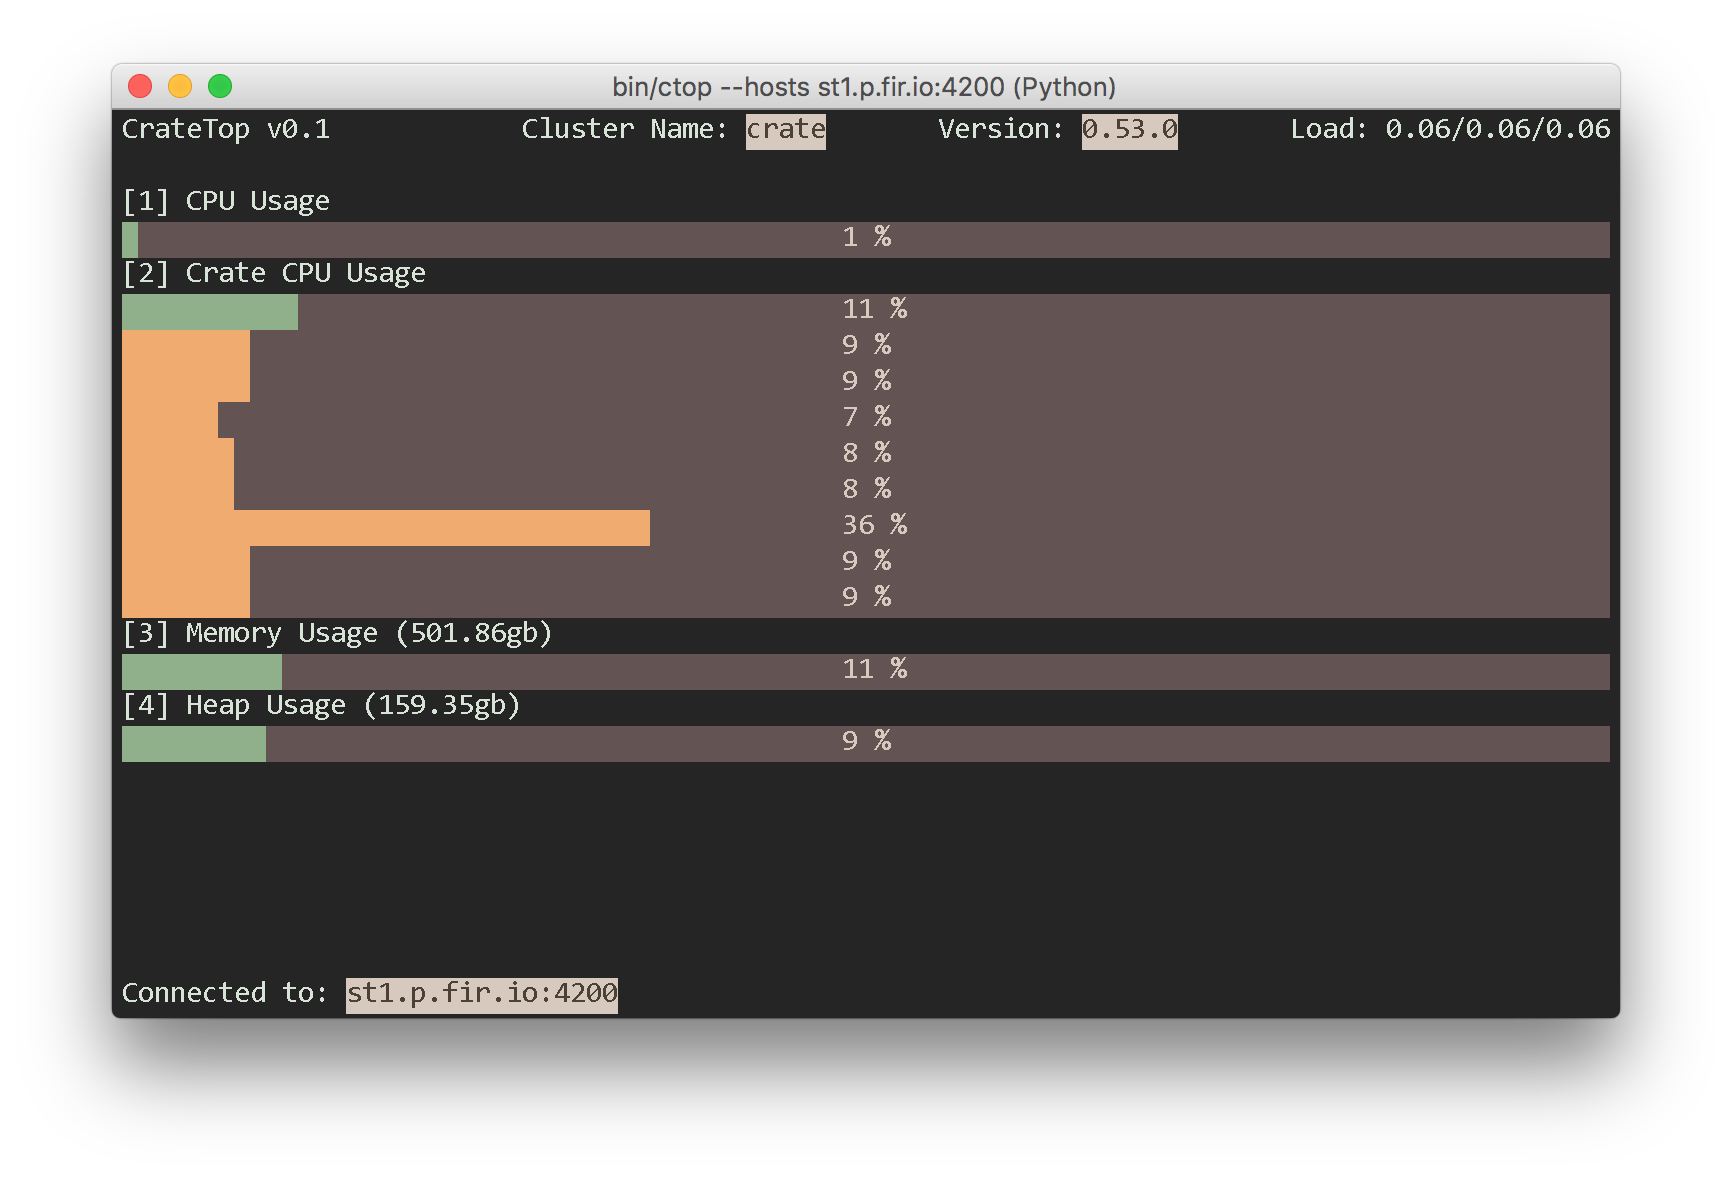 bin/ctop --hosts st1.p.fir.io:4200 (Python)
CrateTop v0.1 Cluster Name: crate Version: 0.53.0 Load: 0.06/0.06/0.06
[1] CPU Usage
1 %
[2] Crate CPU Usage
11 %
9 %
9 %
7 %
8 %
8 %
36 %
9 %
9 %
[3] Memory Usage (501.86gb)
11 %
[4] Heap Usage (159.35gb)
9 %
Connected to: st1.p.fir.io:4200